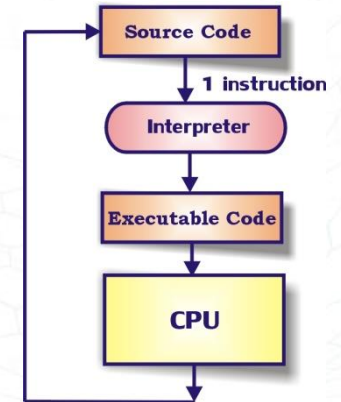 Source Code
1 instruction
Interpreter
Executable Code
CPU